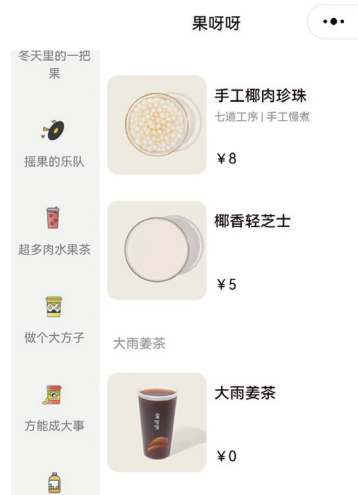 果呀呀
冬天里的一把
果
摇果的乐队
超多肉水果茶
做个大方子
方能成大事
手工椰肉珍珠
七道工序 | 手工慢煮
￥8
椰香轻芝士
￥5
大雨姜茶
大雨姜茶
￥0